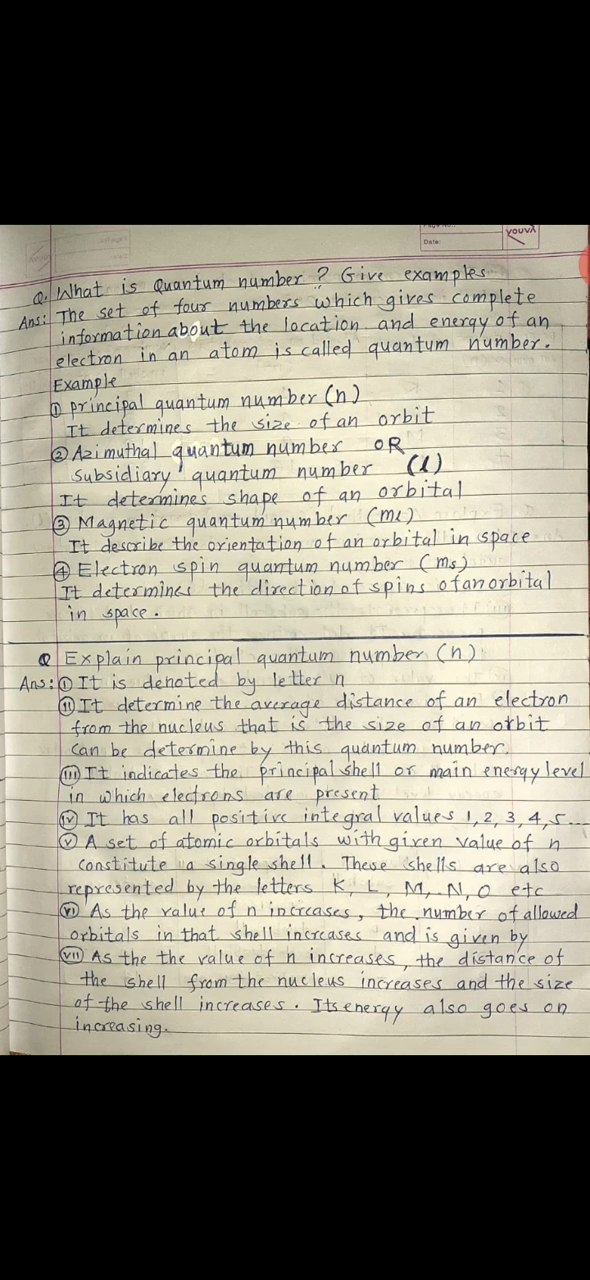 Page No.:
Date:
YOUVA
Q. What is Quantum number ? Give examples
Ans: The set of four numbers which gives complete
information about the location and energy of an
electron in an atom is called quantum number.
Example
① principal quantum number (n)
It determines the size of an orbit
② Azimuthal quantum number OR
Subsidiary quantum number (l)
It determines shape of an orbital
③ Magnetic quantum number (ml)
It describe the orientation of an orbital in space
④ Electron spin quantum number (ms)
It determines the direction of spins of an orbital
in space.
Q Explain principal quantum number (n)
Ans: (i) It is denoted by letter n
(ii) It determine the average distance of an electron
from the nucleus that is the size of an orbit
can be determine by this quantum number.
(iii) It indicates the principal shell or main energy level
in which electrons are present
(iv) It has all positive integral values 1, 2, 3, 4, 5....
(v) A set of atomic orbitals with given value of n
constitute a single shell. These shells are also
represented by the letters K, L, M, N, O etc
(vi) As the value of n increases, the number of allowed
orbitals in that shell increases and is given by
(vii) As the the value of n increases, the distance of
the shell from the nucleus increases and the size
of the shell increases. Its energy also goes on
increasing.